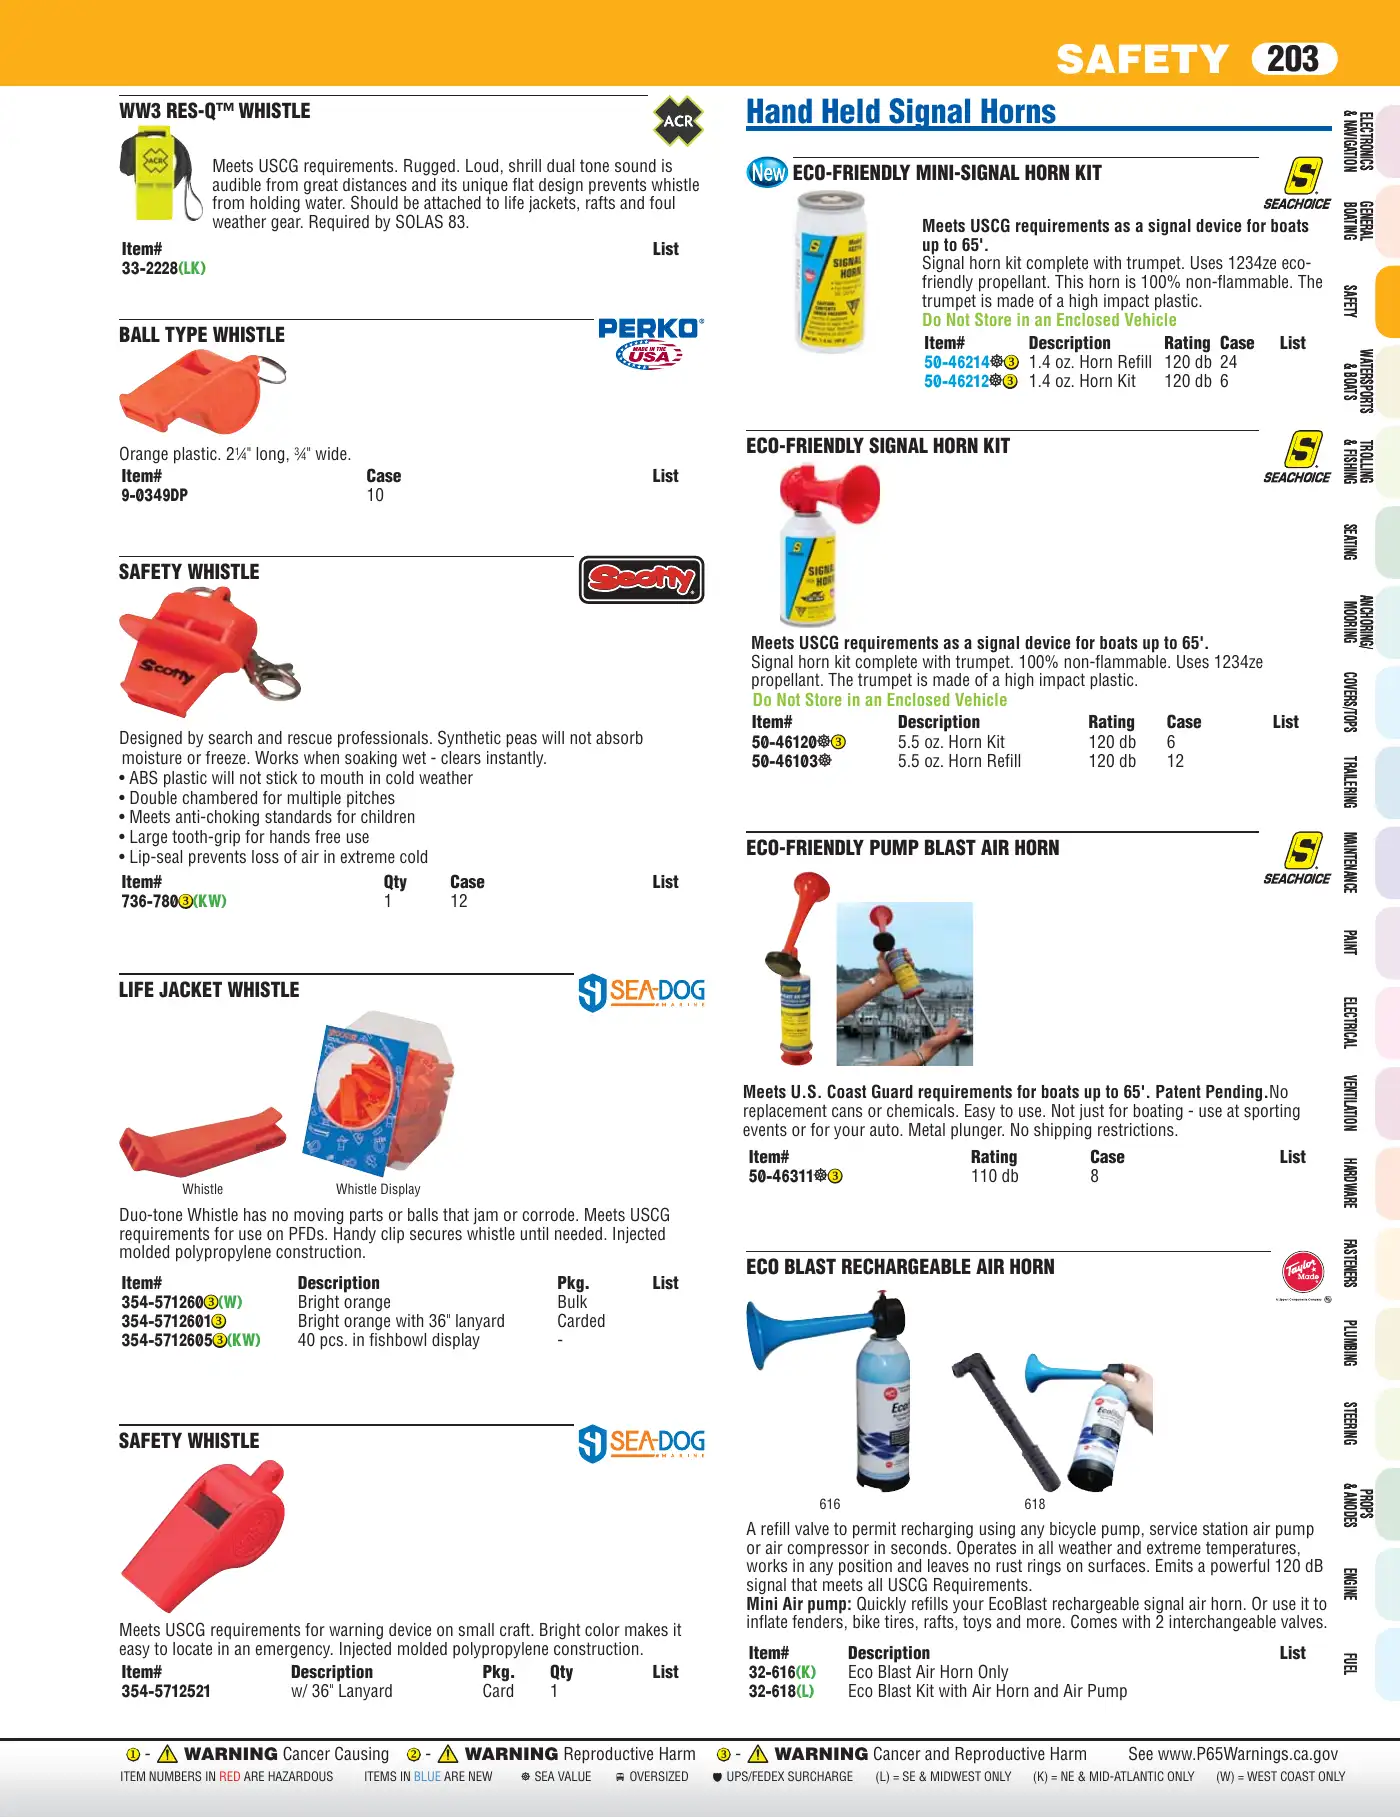 SAFETY 203
WW3 RES-Q™ WHISTLE
ACR
Meets USCG requirements. Rugged. Loud, shrill dual tone sound is
audible from great distances and its unique flat design prevents whistle
from holding water. Should be attached to life jackets, rafts and foul
weather gear. Required by SOLAS 83.
Item# List
33-2228(LK)
BALL TYPE WHISTLE
PERKO®
MADE IN THE
USA
Orange plastic. 2¼" long, ¾" wide.
Item# Case List
9-0349DP 10
SAFETY WHISTLE
Scotty
Scotty
Designed by search and rescue professionals. Synthetic peas will not absorb
moisture or freeze. Works when soaking wet - clears instantly.
• ABS plastic will not stick to mouth in cold weather
• Double chambered for multiple pitches
• Meets anti-choking standards for children
• Large tooth-grip for hands free use
• Lip-seal prevents loss of air in extreme cold
Item# Qty Case List
736-780③(KW) 1 12
LIFE JACKET WHISTLE
SEA-DOG
MARINE
Whistle Whistle Display
Duo-tone Whistle has no moving parts or balls that jam or corrode. Meets USCG
requirements for use on PFDs. Handy clip secures whistle until needed. Injected
molded polypropylene construction.
Item# Description Pkg. List
354-571260③(W) Bright orange Bulk
354-5712601③ Bright orange with 36" lanyard Carded
354-5712605③(KW) 40 pcs. in fishbowl display -
SAFETY WHISTLE
SEA-DOG
MARINE
Meets USCG requirements for warning device on small craft. Bright color makes it
easy to locate in an emergency. Injected molded polypropylene construction.
Item# Description Pkg. Qty List
354-5712521 w/ 36" Lanyard Card 1
Hand Held Signal Horns
New ECO-FRIENDLY MINI-SIGNAL HORN KIT
SEACHOICE
SIGNAL
HORN
Meets USCG requirements as a signal device for boats
up to 65'.
Signal horn kit complete with trumpet. Uses 1234ze eco-
friendly propellant. This horn is 100% non-flammable. The
trumpet is made of a high impact plastic.
Do Not Store in an Enclosed Vehicle
Item# Description Rating Case List
50-46214☸③ 1.4 oz. Horn Refill 120 db 24
50-46212☸③ 1.4 oz. Horn Kit 120 db 6
ECO-FRIENDLY SIGNAL HORN KIT
SEACHOICE
SIGNAL
HORN
Meets USCG requirements as a signal device for boats up to 65'.
Signal horn kit complete with trumpet. 100% non-flammable. Uses 1234ze
propellant. The trumpet is made of a high impact plastic.
Do Not Store in an Enclosed Vehicle
Item# Description Rating Case List
50-46120☸③ 5.5 oz. Horn Kit 120 db 6
50-46103☸ 5.5 oz. Horn Refill 120 db 12
ECO-FRIENDLY PUMP BLAST AIR HORN
SEACHOICE
Meets U.S. Coast Guard requirements for boats up to 65'. Patent Pending.No
replacement cans or chemicals. Easy to use. Not just for boating - use at sporting
events or for your auto. Metal plunger. No shipping restrictions.
Item# Rating Case List
50-46311☸③ 110 db 8
ECO BLAST RECHARGEABLE AIR HORN
Taylor Made
616 618
A refill valve to permit recharging using any bicycle pump, service station air pump
or air compressor in seconds. Operates in all weather and extreme temperatures,
works in any position and leaves no rust rings on surfaces. Emits a powerful 120 dB
signal that meets all USCG Requirements.
Mini Air pump: Quickly refills your EcoBlast rechargeable signal air horn. Or use it to
inflate fenders, bike tires, rafts, toys and more. Comes with 2 interchangeable valves.
Item# Description List
32-616(K) Eco Blast Air Horn Only
32-618(L) Eco Blast Kit with Air Horn and Air Pump
ELECTRONICS
& NAVIGATION
GENERAL
BOATING
SAFETY
WATERSPORTS
& BOATS
TROLLING
& FISHING
SEATING
ANCHORING/
MOORING
COVERS/TOPS
TRAILERING
MAINTENANCE
PAINT
ELECTRICAL
VENTILATION
HARDWARE
FASTENERS
PLUMBING
STEERING
PROPS
& ANODES
ENGINE
FUEL
① - ⚠ WARNING Cancer Causing ② - ⚠ WARNING Reproductive Harm ③ - ⚠ WARNING Cancer and Reproductive Harm See www.P65Warnings.ca.gov
ITEM NUMBERS IN RED ARE HAZARDOUS ITEMS IN BLUE ARE NEW ☸ SEA VALUE OVERSIZED UPS/FEDEX SURCHARGE (L) = SE & MIDWEST ONLY (K) = NE & MID-ATLANTIC ONLY (W) = WEST COAST ONLY